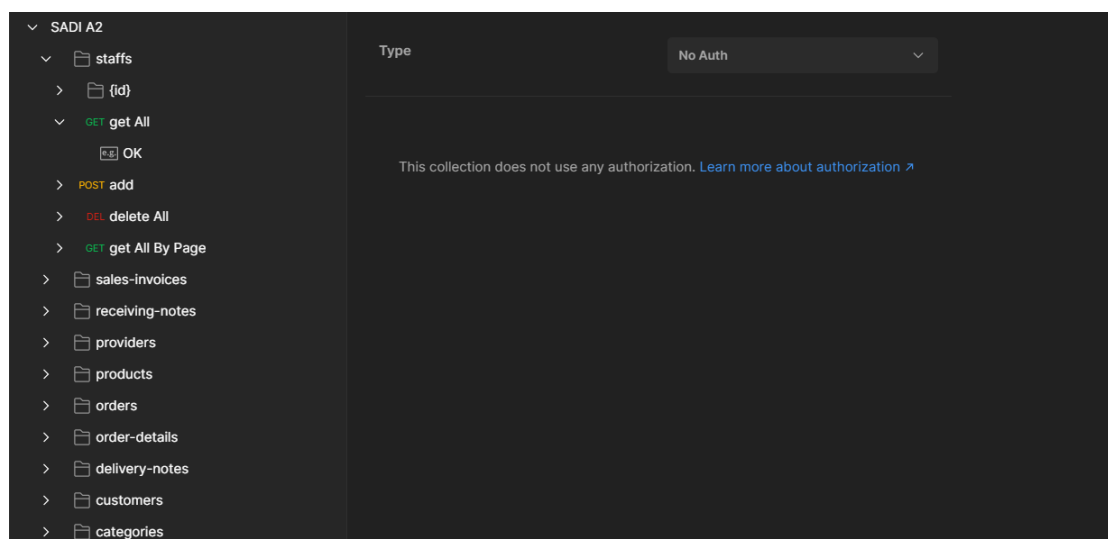 SADI A2
staffs
{id}
GET get All
e.g. OK
POST add
DEL delete All
GET get All By Page
sales-invoices
receiving-notes
providers
products
orders
order-details
delivery-notes
customers
categories
Type
No Auth
This collection does not use any authorization. Learn more about authorization ↗